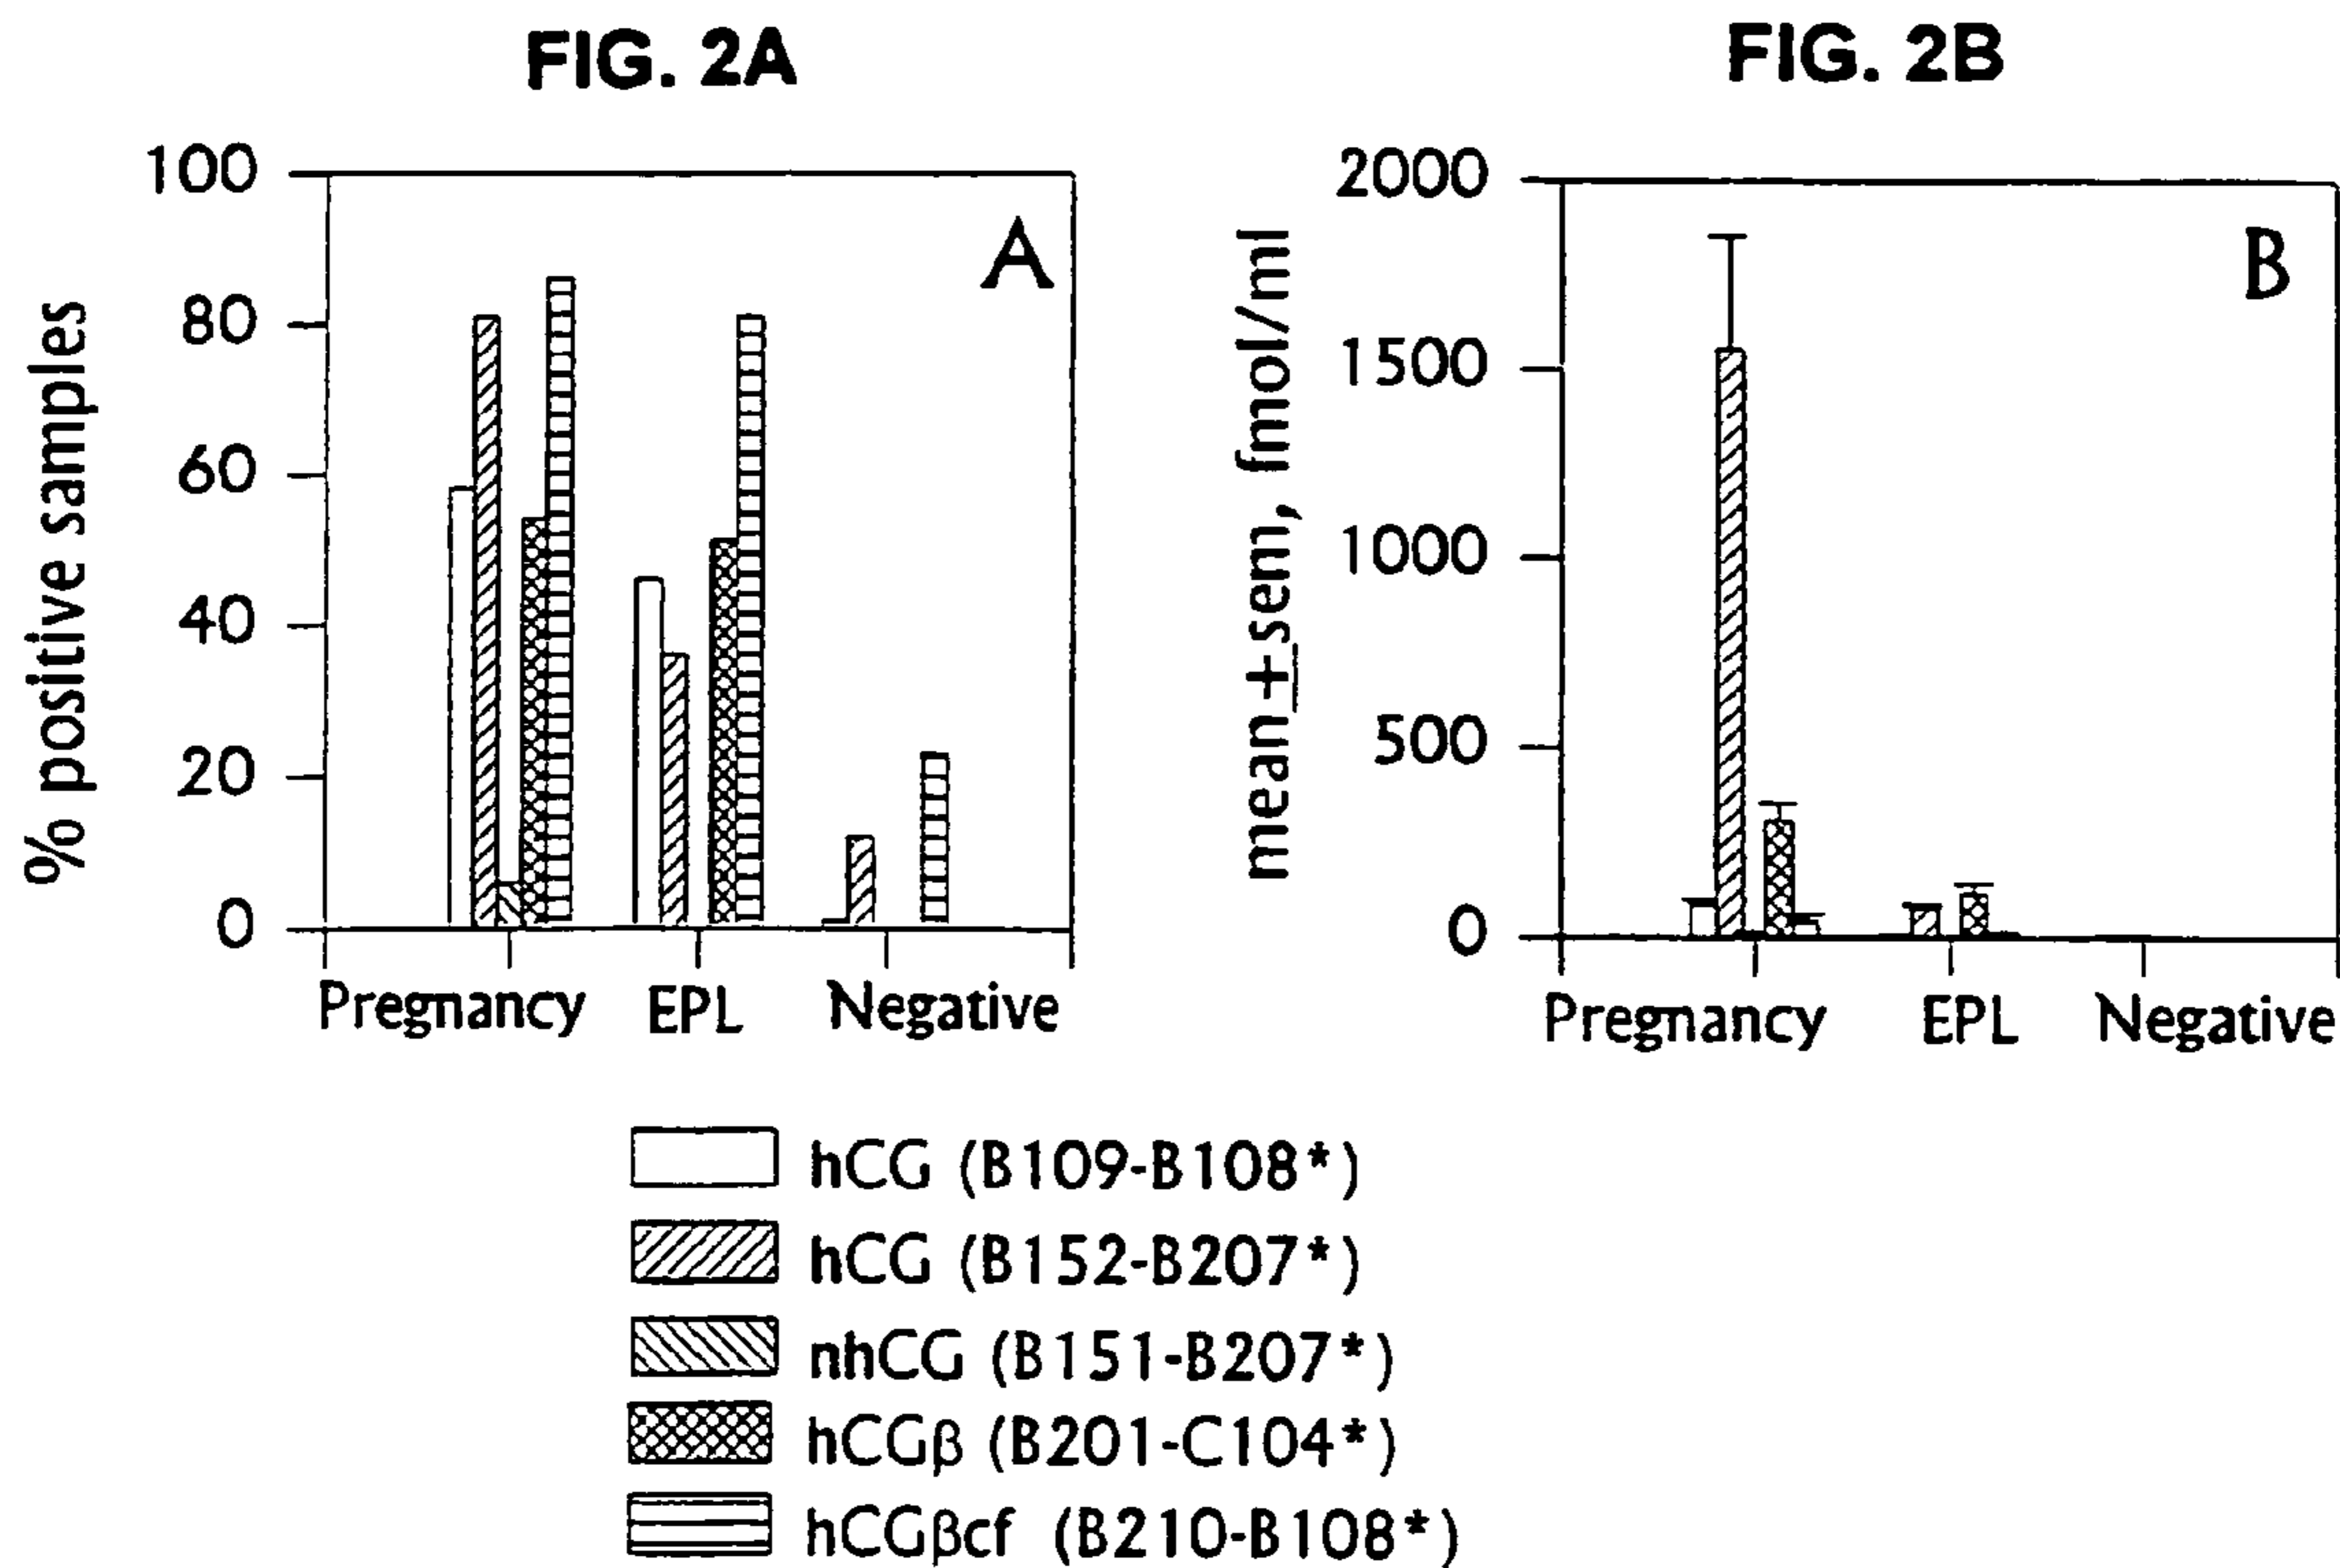 FIG. 2A
% positive samples
100
80
60
40
20
0
A
Pregnancy EPL Negative
FIG. 2B
mean±sem, fmol/ml
2000
1500
1000
500
0
B
Pregnancy EPL Negative
hCG (B109-B108*)
hCG (B152-B207*)
nhCG (B151-B207*)
hCGβ (B201-C104*)
hCGβcf (B210-B108*)